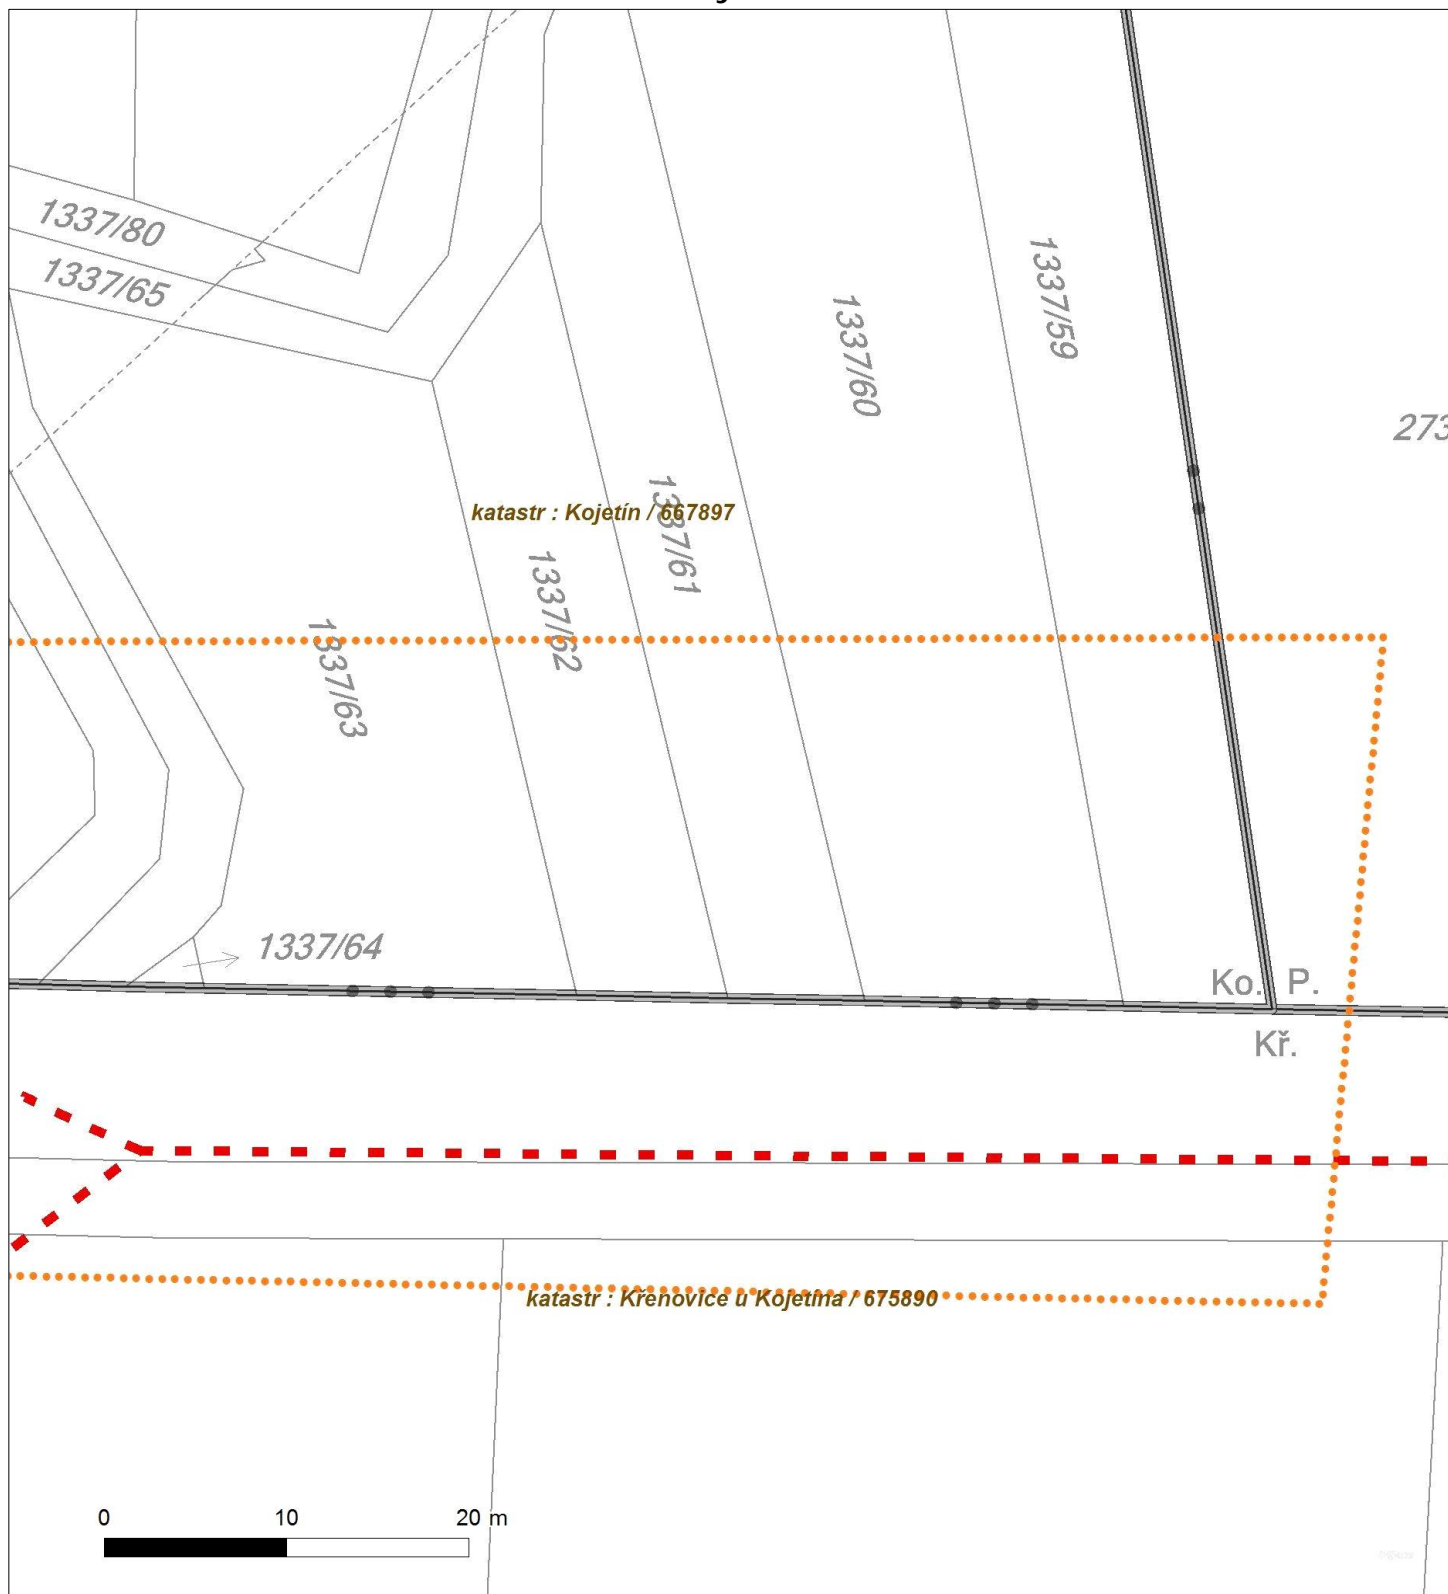 1337/80
1337/65
1337/59
1337/60
273
katastr : Kojetín / 667897
1337/61
1337/62
1337/63
1337/64
Ko. P.
Kř.
katastr : Křenovice u Kojetína / 675890
0 10 20 m